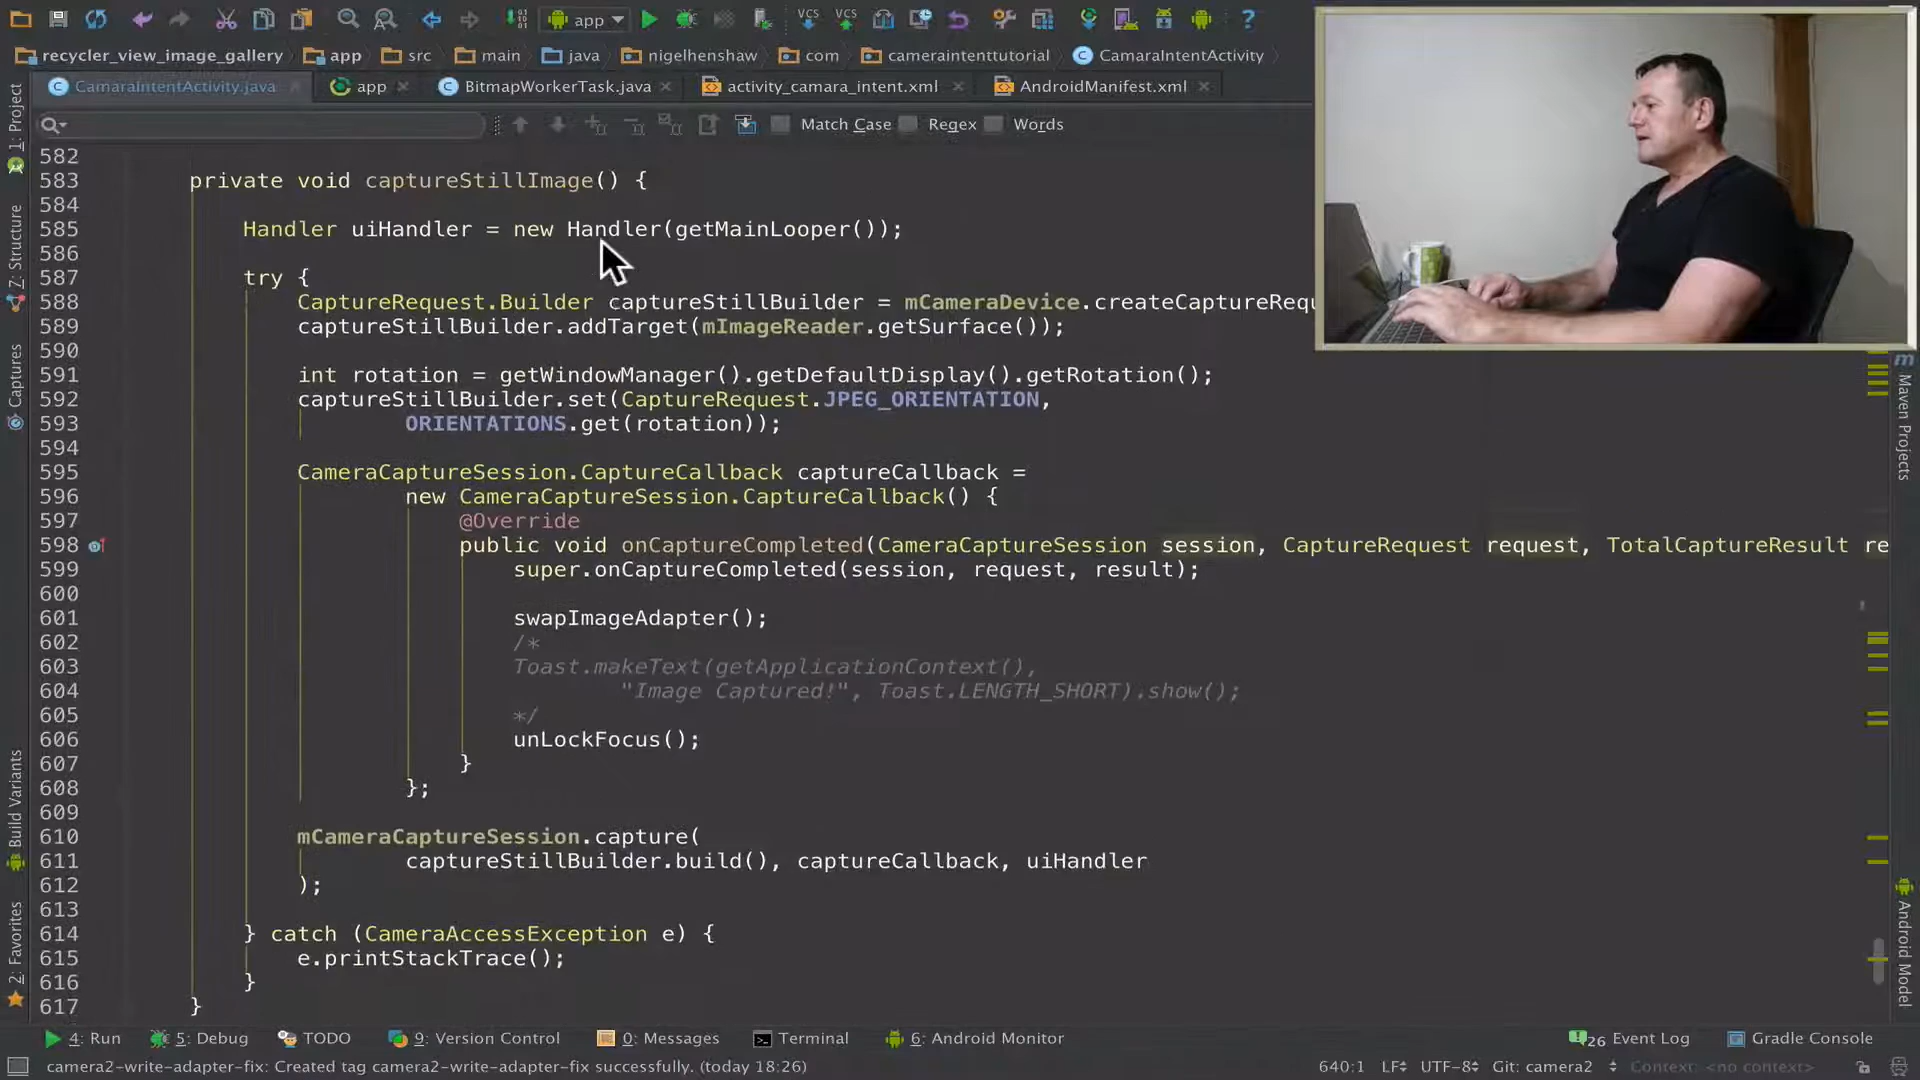 app
recycler_view_image_gallery app src main java nigelhenshaw com cameraintenttutorial CamaraIntentActivity
CamaraIntentActivity.java app BitmapWorkerTask.java activity_camara_intent.xml AndroidManifest.xml
Match Case Regex Words
582
583 private void captureStillImage() {
584
585 Handler uiHandler = new Handler(getMainLooper());
586
587 try {
588 CaptureRequest.Builder captureStillBuilder = mCameraDevice.createCaptureRequ
589 captureStillBuilder.addTarget(mImageReader.getSurface());
590
591 int rotation = getWindowManager().getDefaultDisplay().getRotation();
592 captureStillBuilder.set(CaptureRequest.JPEG_ORIENTATION,
593 ORIENTATIONS.get(rotation));
594
595 CameraCaptureSession.CaptureCallback captureCallback =
596 new CameraCaptureSession.CaptureCallback() {
597 @Override
598 public void onCaptureCompleted(CameraCaptureSession session, CaptureRequest request, TotalCaptureResult re
599 super.onCaptureCompleted(session, request, result);
600
601 swapImageAdapter();
602 /*
603 Toast.makeText(getApplicationContext(),
604 "Image Captured!", Toast.LENGTH_SHORT).show();
605 */
606 unLockFocus();
607 }
608 };
609
610 mCameraCaptureSession.capture(
611 captureStillBuilder.build(), captureCallback, uiHandler
612 );
613
614 } catch (CameraAccessException e) {
615 e.printStackTrace();
616 }
617 }
1: Project
Z: Structure
Captures
Build Variants
2: Favorites
Maven Projects
Android Model
4: Run 5: Debug TODO 9: Version Control 0: Messages Terminal 6: Android Monitor 26 Event Log Gradle Console
camera2-write-adapter-fix: Created tag camera2-write-adapter-fix successfully. (today 18:26) 640:1 LF UTF-8 Git: camera2 Context: <no context>
VCS VCS